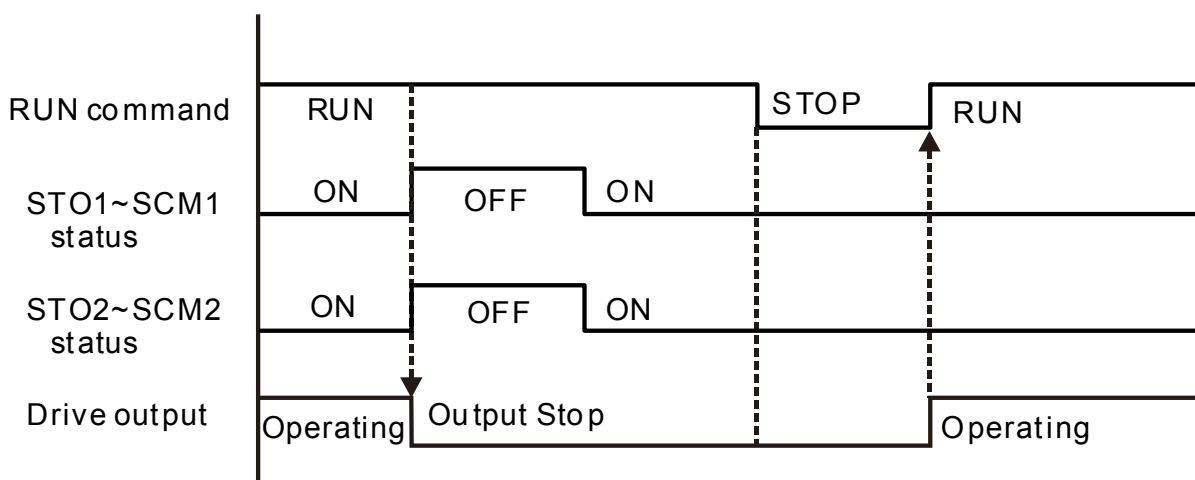 RUN command
RUN
STOP
RUN
STO1~SCM1
status
ON
OFF
ON
STO2~SCM2
status
ON
OFF
ON
Drive output
Operating
Output Stop
Operating